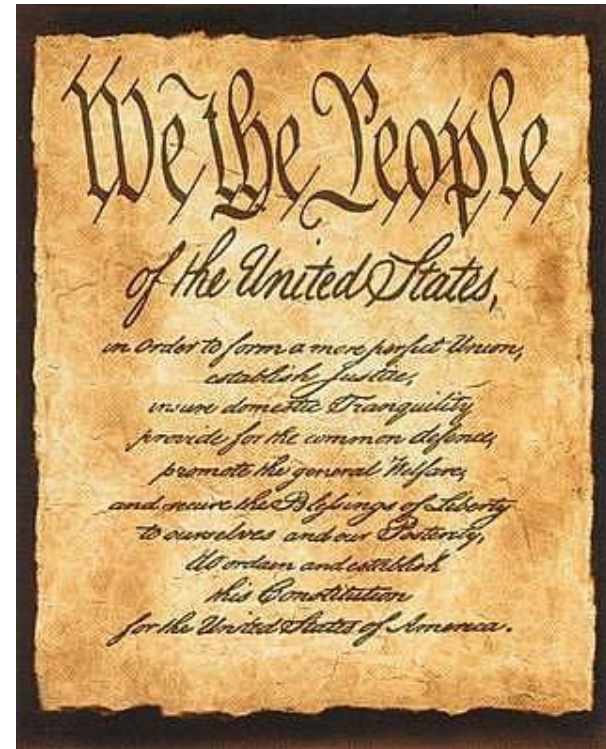 We the People
of the United States,
in Order to form a more perfect Union,
establish Justice,
insure domestic Tranquility
provide for the common defence,
promote the general Welfare,
and secure the Blessings of Liberty
to ourselves and our Posterity,
do ordain and establish
this Constitution
for the United States of America.